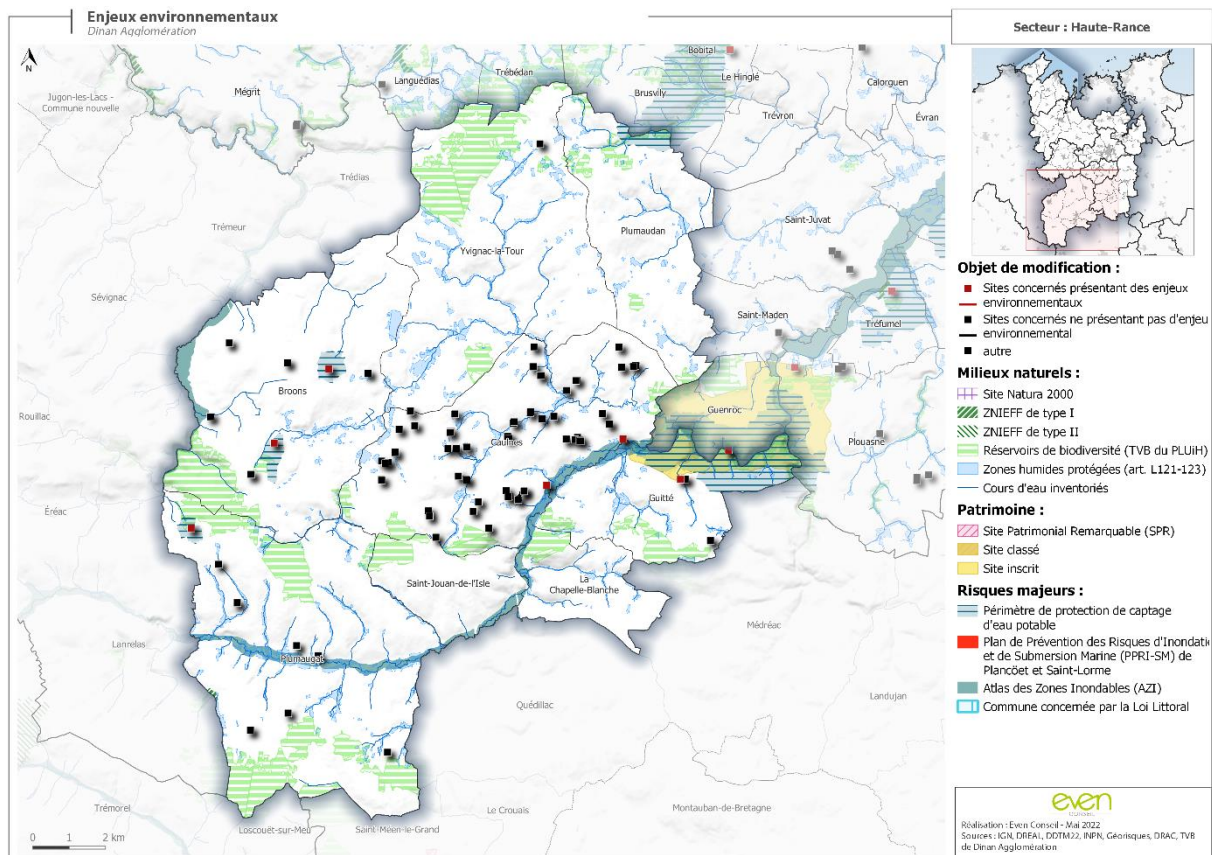 Enjeux environnementaux
Dinan Agglomération
Secteur : Haute-Rance
N
Bobital
Languédias
Trébédan
Le Hinglé
Calorguen
Mégrit
Brusvily
Jugon-les-Lacs -
Commune nouvelle
Trévron
Évran
Trédias
Saint-Juvat
Trémeur
Plumaudan
Yvignac-la-Tour
Sévignac
Saint-Maden
Tréfumel
Broons
Rouillac
Guenroc
Caulnes
Plouasne
Guitté
Éréac
Saint-Jouan-de-l'Isle
La
Chapelle-Blanche
Médréac
Lanrelas
Plumaugat
Quédillac
Landujan
Trémorel
Le Crouais
Montauban-de-Bretagne
Loscouët-sur-Meu
Saint-Méen-le-Grand
0 1 2 km
Objet de modification :
Sites concernés présentant des enjeux
environnementaux
Sites concernés ne présentant pas d'enjeu
environnemental
autre
Milieux naturels :
Site Natura 2000
ZNIEFF de type I
ZNIEFF de type II
Réservoirs de biodiversité (TVB du PLUiH)
Zones humides protégées (art. L121-123)
Cours d'eau inventoriés
Patrimoine :
Site Patrimonial Remarquable (SPR)
Site classé
Site inscrit
Risques majeurs :
Périmètre de protection de captage
d'eau potable
Plan de Prévention des Risques d'Inondati
et de Submersion Marine (PPRI-SM) de
Plancöet et Saint-Lorme
Atlas des Zones Inondables (AZI)
Commune concernée par la Loi Littoral
even
CONSEIL
Réalisation : Even Conseil - Mai 2022
Sources : IGN, DREAL, DDTM22, INPN, Géorisques, DRAC, TVB
de Dinan Agglomération